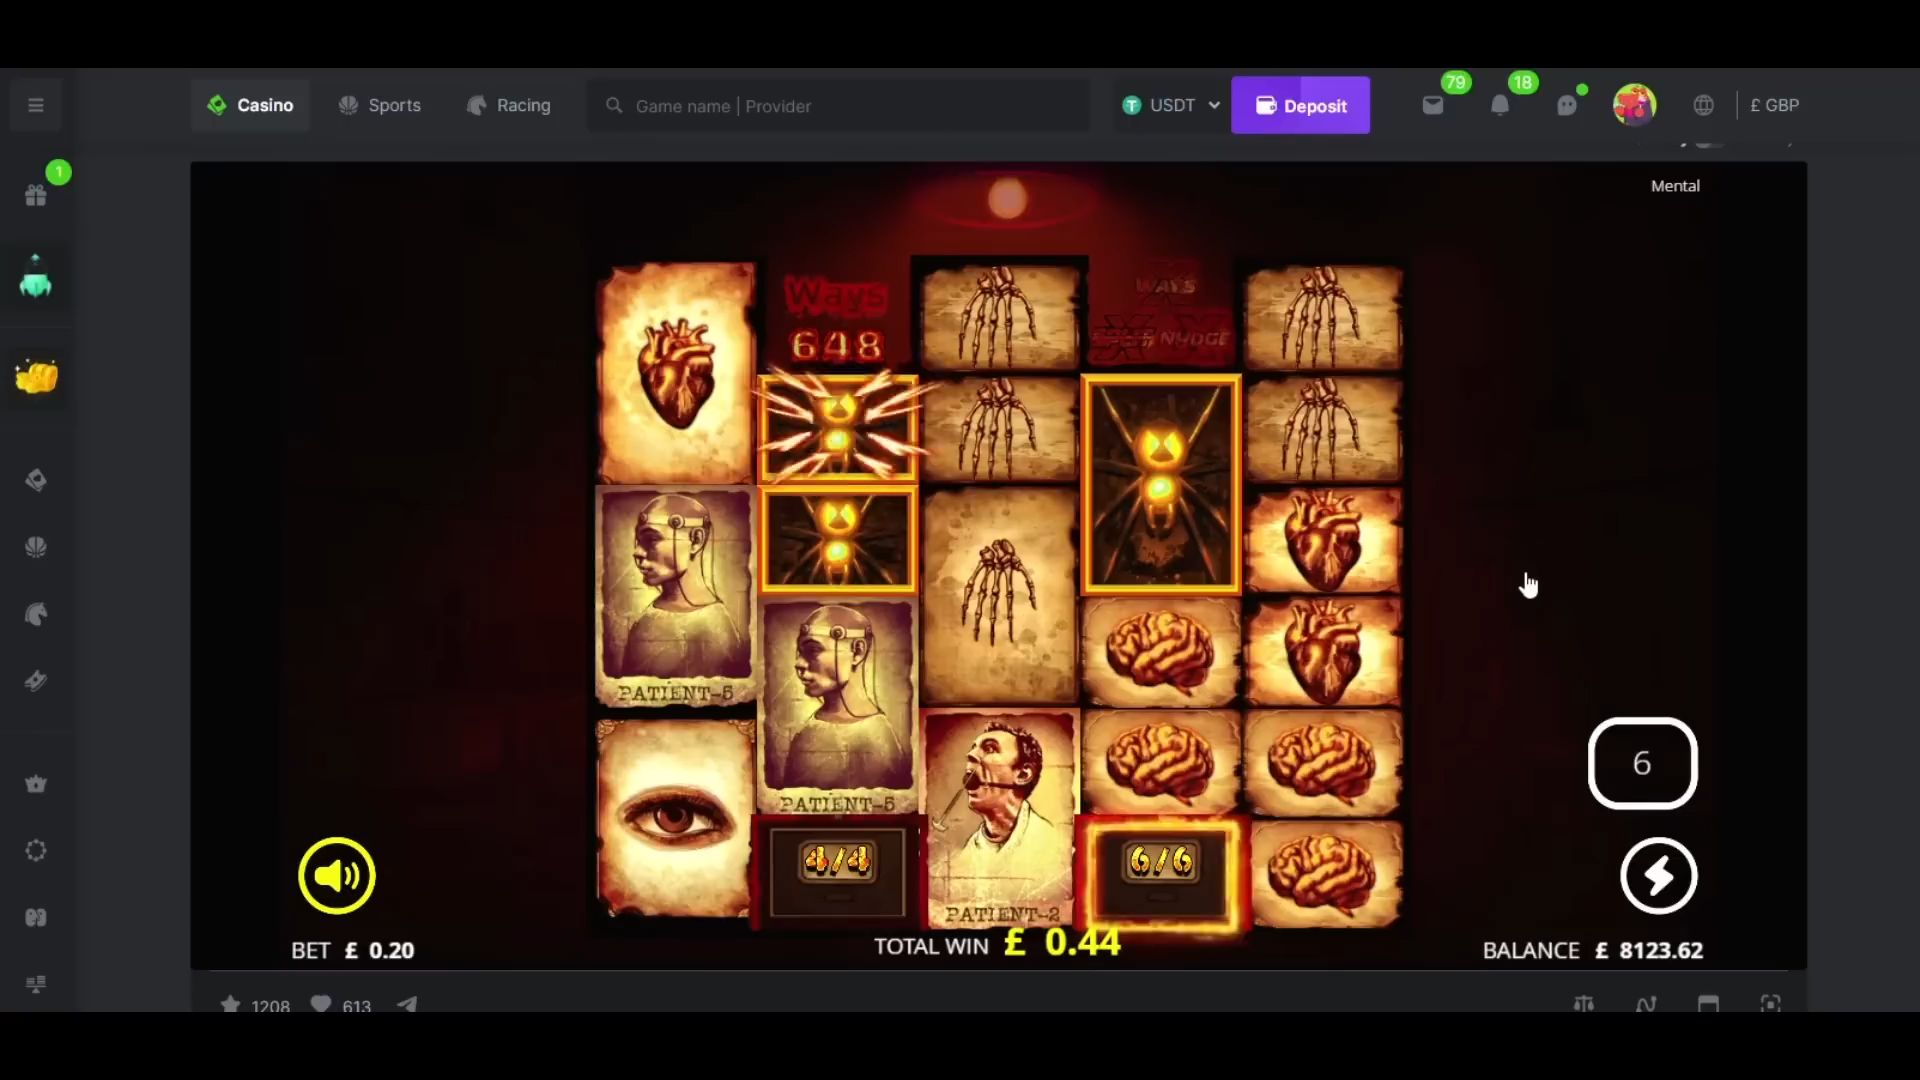 Casino
Sports
Racing
Game name | Provider
USDT
Deposit
79
18
£ GBP
1
Mental
Ways
648
WAYS
NUDGE
PATIENT-5
PATIENT-5
PATIENT-2
4/4
6/6
6
BET £ 0.20
TOTAL WIN £ 0.44
BALANCE £ 8123.62
1208
613